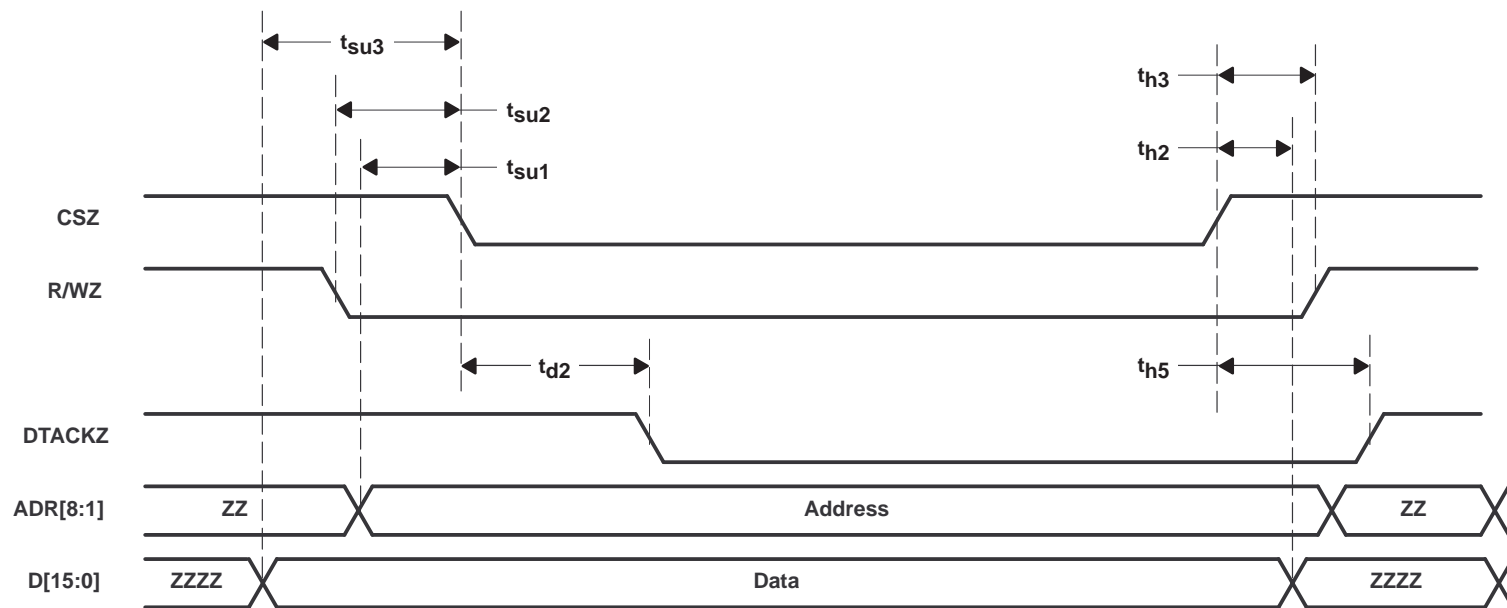 tsu3
th3
tsu2
th2
tsu1
CSZ
R/WZ
td2
th5
DTACKZ
ADR[8:1] ZZ Address ZZ
D[15:0] ZZZZ Data ZZZZ